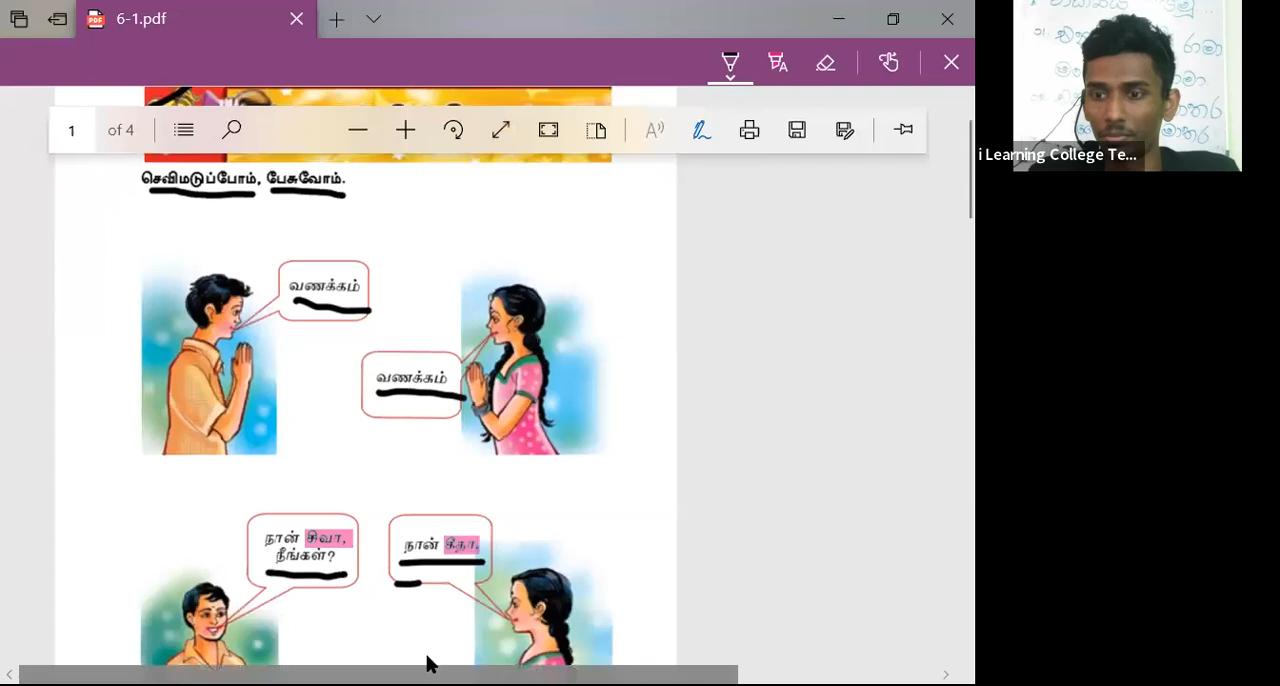 6-1.pdf
1 of 4
செவிமடுப்போம், பேசுவோம்.
வணக்கம்
வணக்கம்
நான் சிவா,
நீங்கள்?
நான் கீதா.
i Learning College Te...